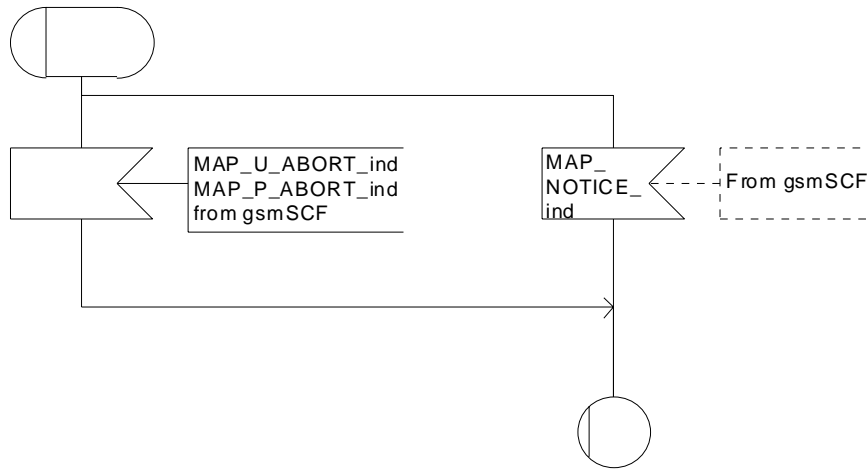 MAP_U_ABORT_ind
MAP_P_ABORT_ind
from gsmSCF
MAP_
NOTICE_
ind
From gsmSCF